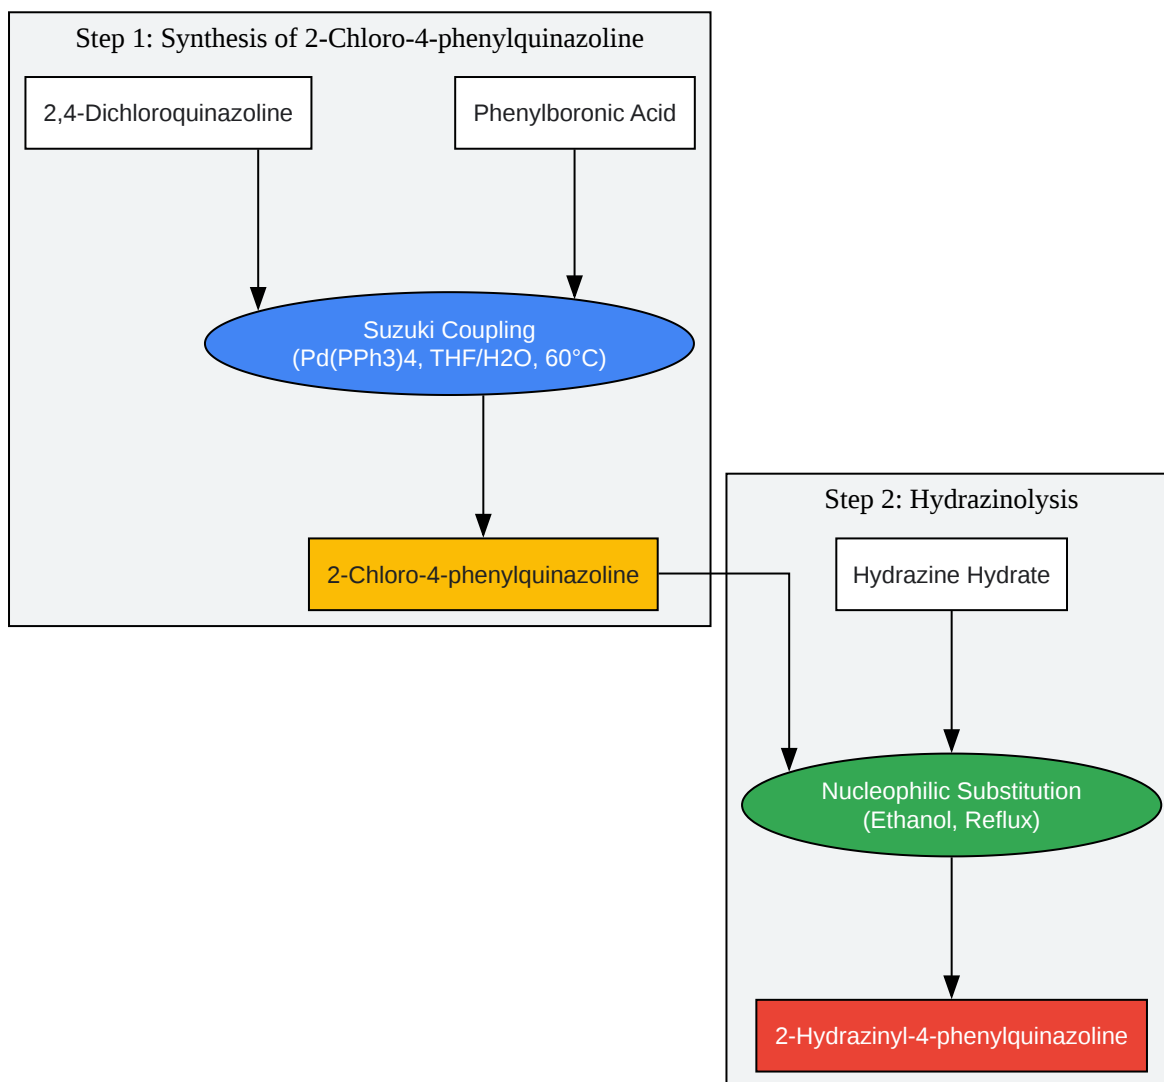 Step 1: Synthesis of 2-Chloro-4-phenylquinazoline
2,4-Dichloroquinazoline
Phenylboronic Acid
Suzuki Coupling
(Pd(PPh3)4, THF/H2O, 60°C)
2-Chloro-4-phenylquinazoline
Step 2: Hydrazinolysis
Hydrazine Hydrate
Nucleophilic Substitution
(Ethanol, Reflux)
2-Hydrazinyl-4-phenylquinazoline